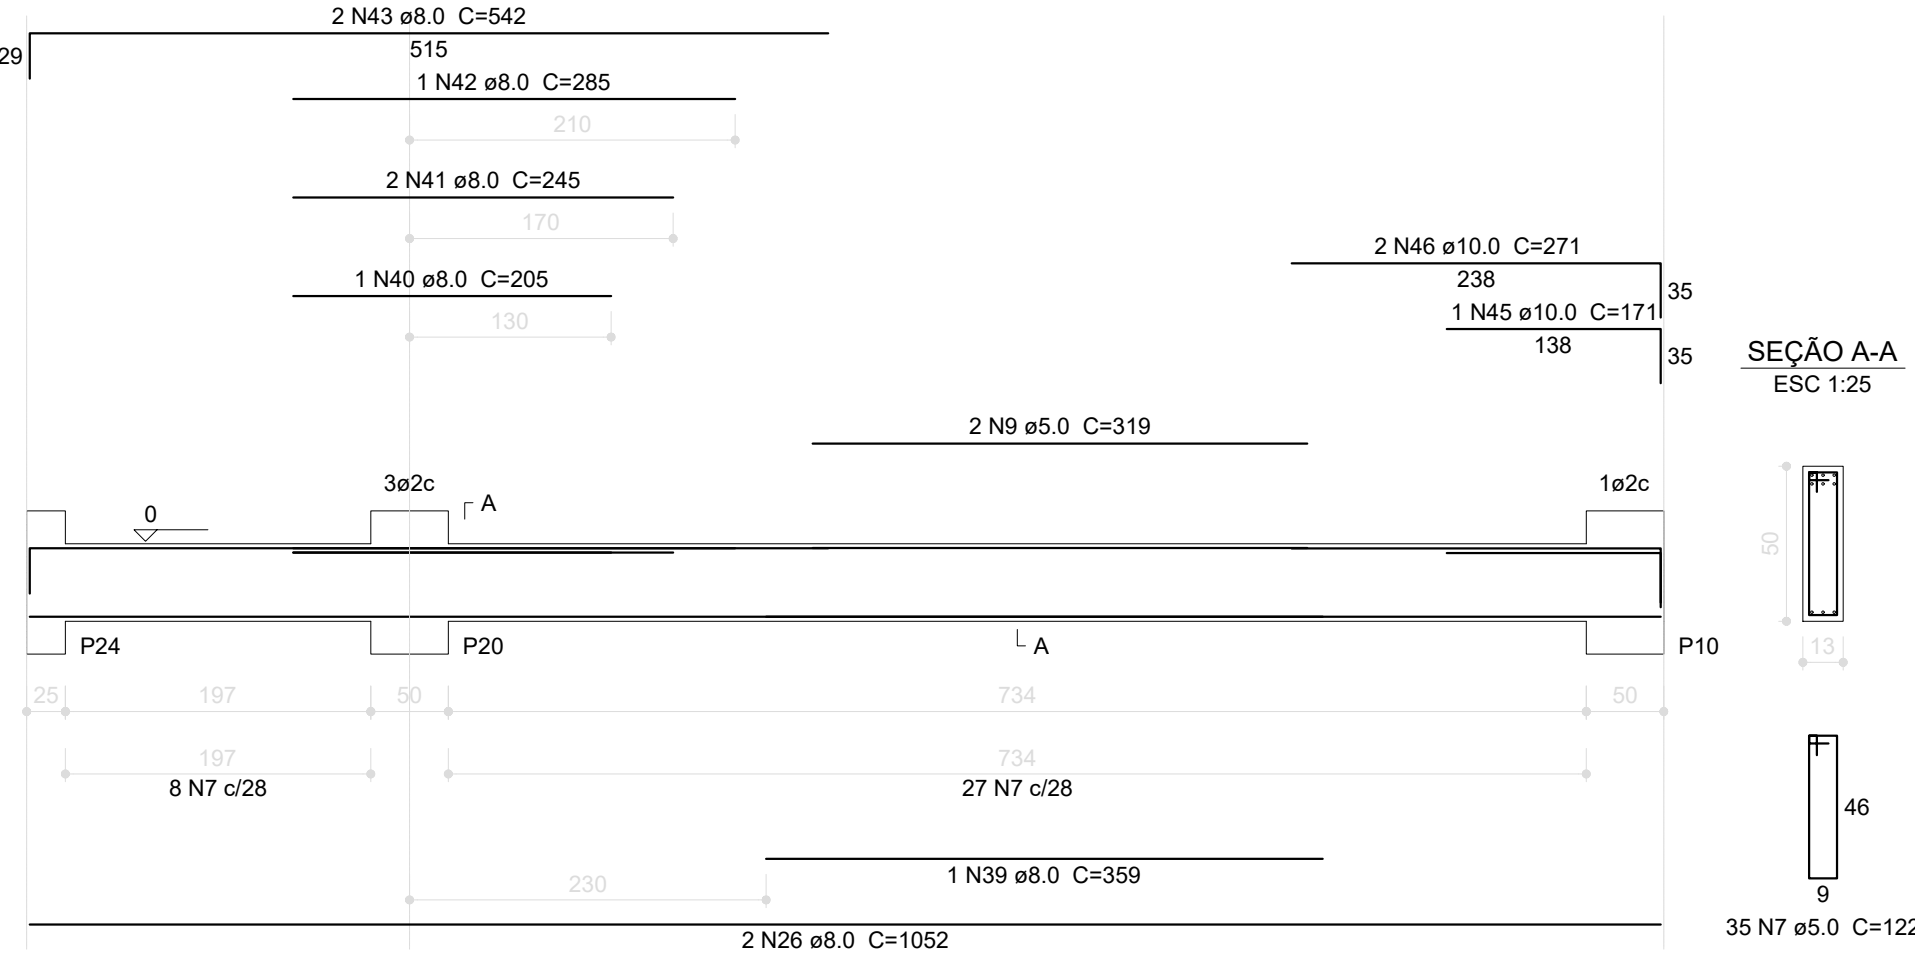 2 N43 ø8.0 C=542
29
515
1 N42 ø8.0 C=285
210
2 N41 ø8.0 C=245
170
2 N46 ø10.0 C=271
238
35
1 N40 ø8.0 C=205
130
1 N45 ø10.0 C=171
138
35
SEÇÃO A-A
ESC 1:25
2 N9 ø5.0 C=319
3ø2c
1ø2c
A
0
50
P24
P20
A
P10
13
25
197
50
734
50
197
734
8 N7 c/28
27 N7 c/28
46
1 N39 ø8.0 C=359
230
9
35 N7 ø5.0 C=122
2 N26 ø8.0 C=1052